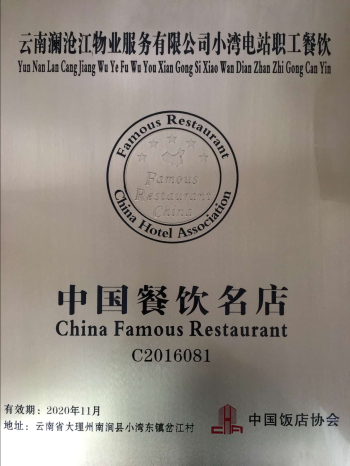 云南澜沧江物业服务有限公司小湾电站职工餐饮
Yun Nan Lan Cang Jiang Wu Ye Fu Wu You Xian Gong Si Xiao Wan Dian Zhan Zhi Gong Can Yin
Famous Restaurant
Famous
Restaurant
China
China Hotel Association
中国餐饮名店
China Famous Restaurant
C2016081
有效期：2020年11月
地址：云南省大理州南涧县小湾东镇岔江村
CHA
中国饭店协会